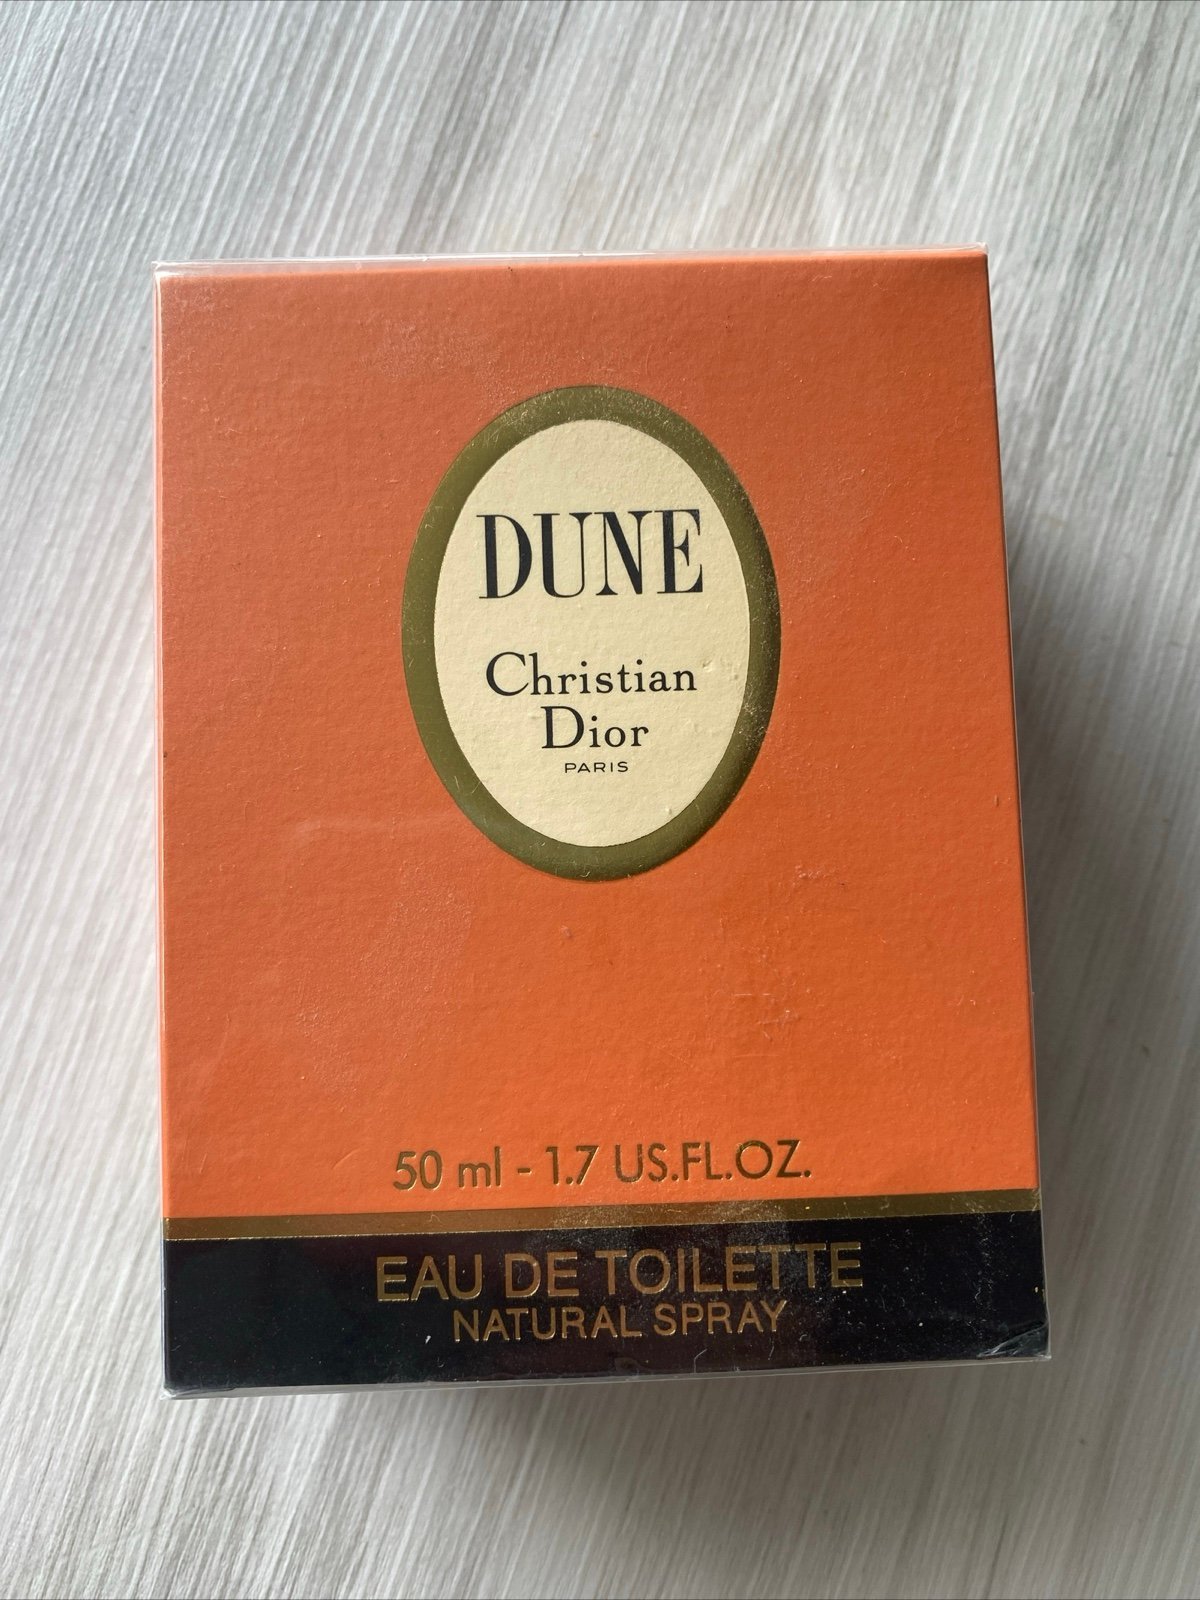 DUNE
Christian
Dior
PARIS
50 ml - 1.7 US.FL.OZ.
EAU DE TOILETTE
NATURAL SPRAY